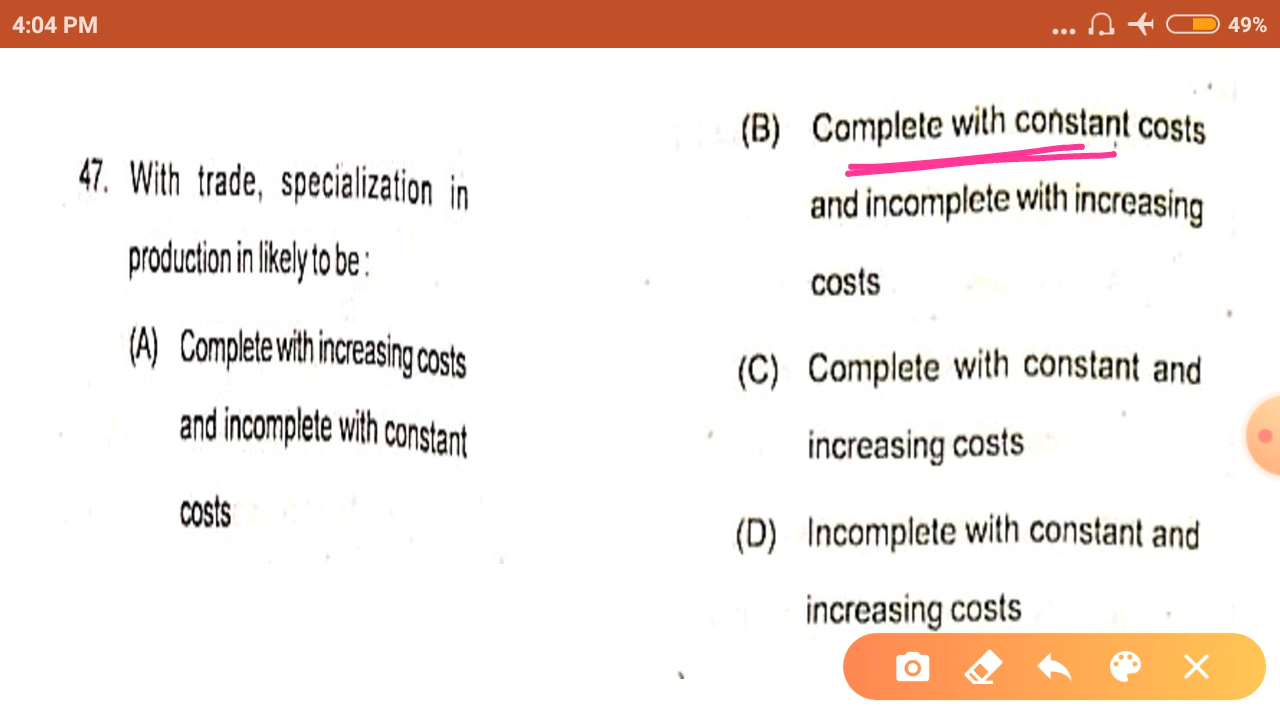 4:04 PM
... 49%
47. With trade, specialization in
production in likely to be :
(A) Complete with increasing costs
and incomplete with constant
costs
(B) Complete with constant costs
and incomplete with increasing
costs
(C) Complete with constant and
increasing costs
(D) Incomplete with constant and
increasing costs